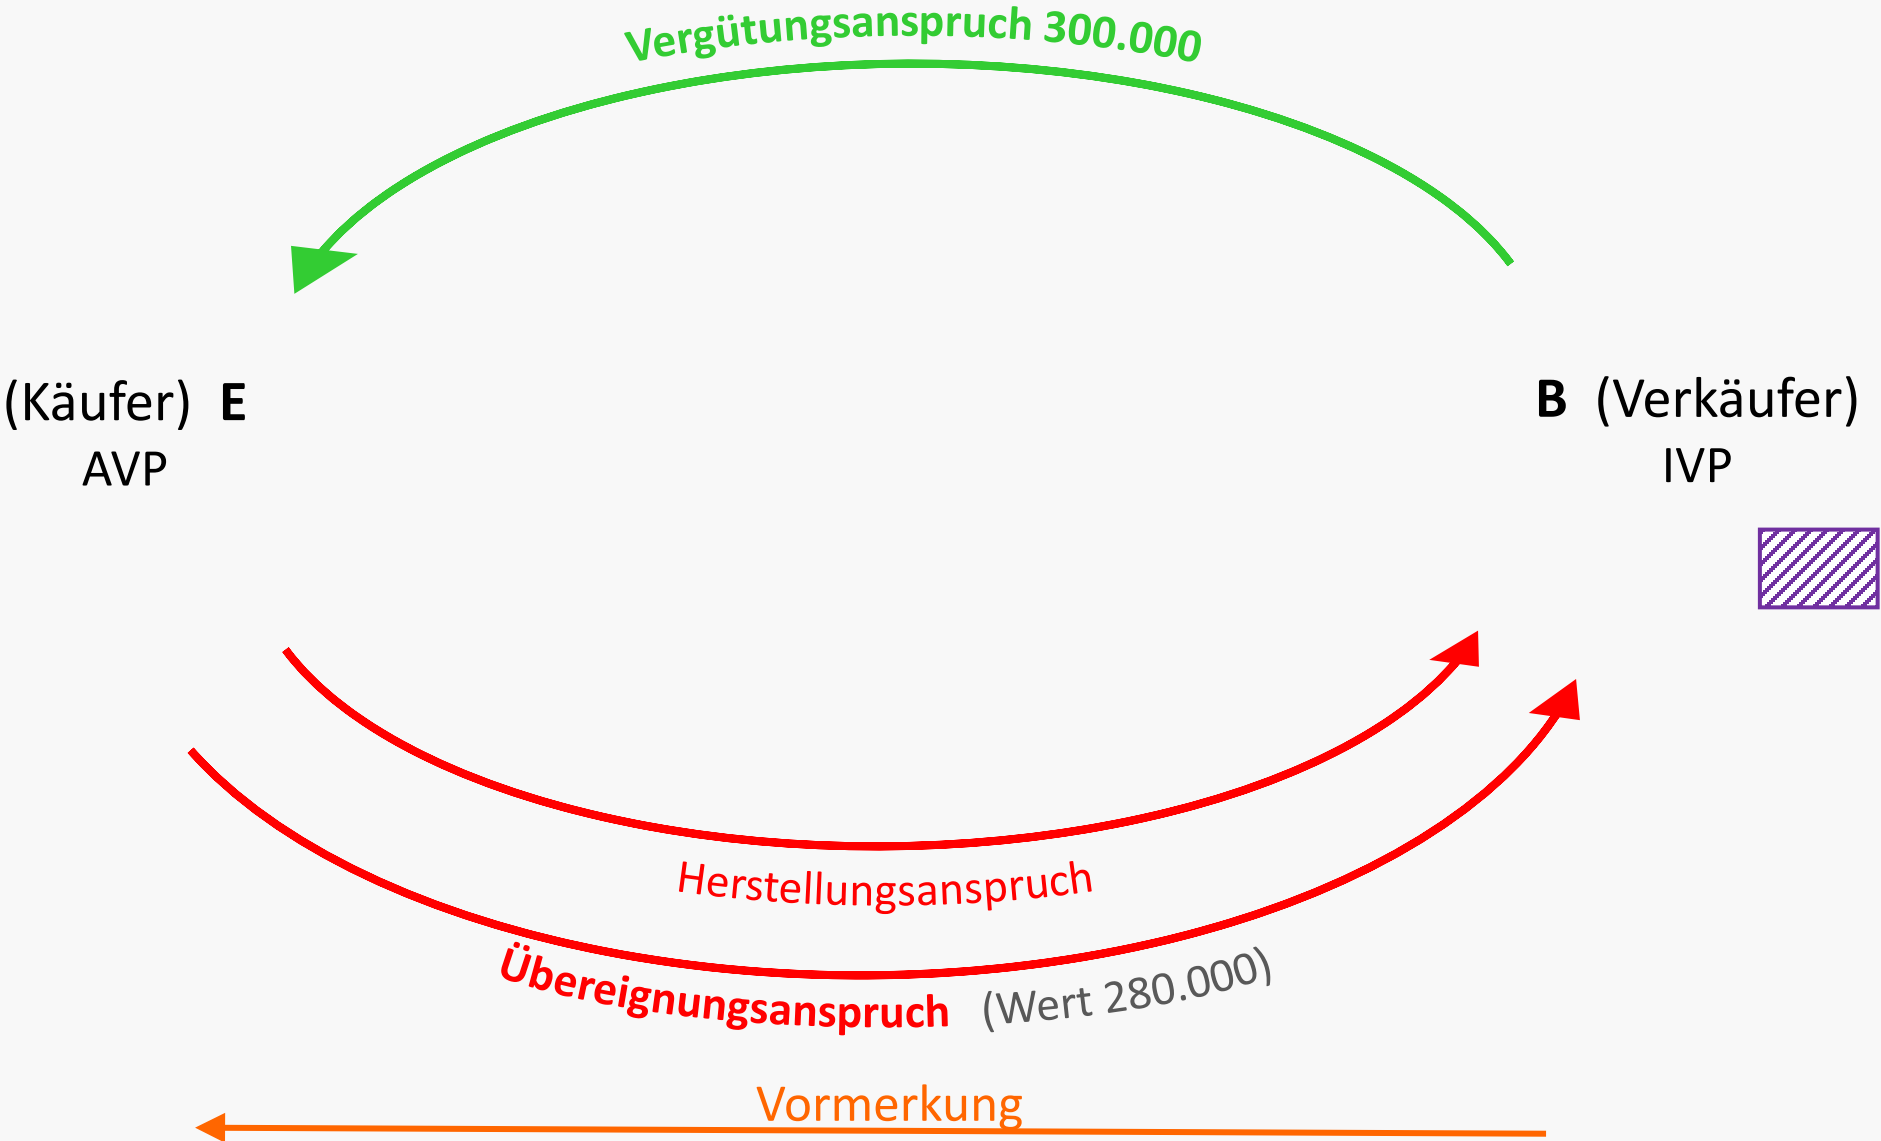 Vergütungsanspruch 300.000
(Käufer) E
AVP
B (Verkäufer)
IVP
Herstellungsanspruch
Übereignungsanspruch (Wert 280.000)
Vormerkung